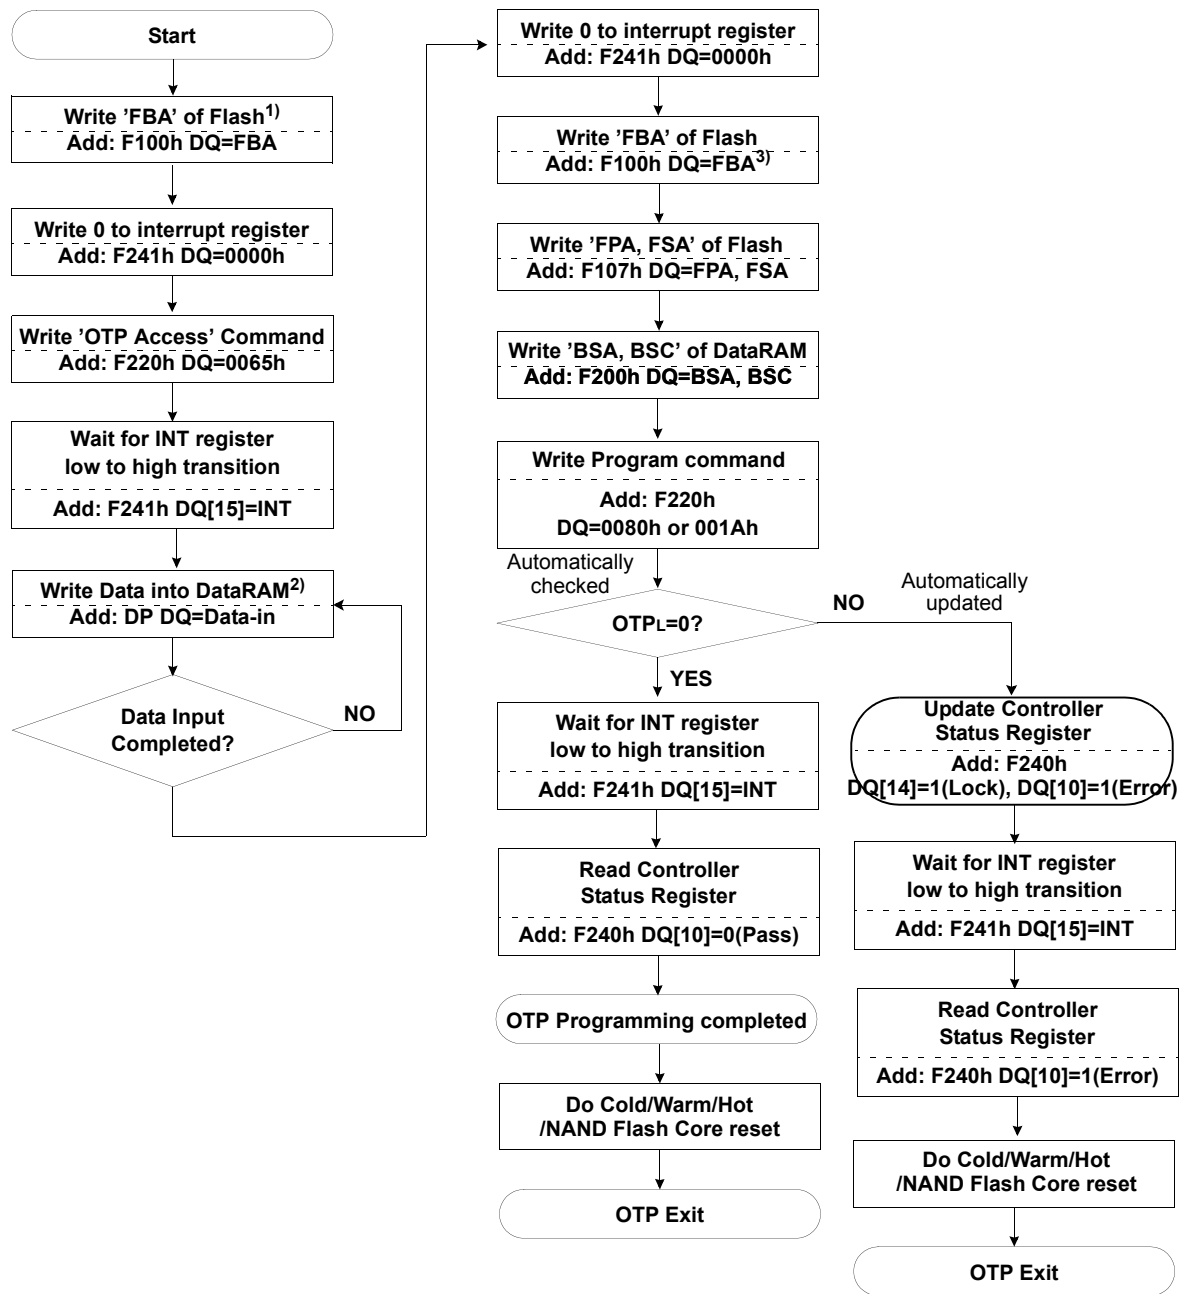 Start
Write ’FBA’ of Flash1)
Add: F100h DQ=FBA
Write 0 to interrupt register
Add: F241h DQ=0000h
Write ’OTP Access’ Command
Add: F220h DQ=0065h
Wait for INT register
low to high transition
Add: F241h DQ[15]=INT
Write Data into DataRAM2)
Add: DP DQ=Data-in
Data Input
Completed?
NO
Write 0 to interrupt register
Add: F241h DQ=0000h
Write ’FBA’ of Flash
Add: F100h DQ=FBA3)
Write ’FPA, FSA’ of Flash
Add: F107h DQ=FPA, FSA
Write ’BSA, BSC’ of DataRAM
Add: F200h DQ=BSA, BSC
Write Program command
Add: F220h
DQ=0080h or 001Ah
Automatically
checked
OTPL=0?
YES
NO
Automatically
updated
Wait for INT register
low to high transition
Add: F241h DQ[15]=INT
Read Controller
Status Register
Add: F240h DQ[10]=0(Pass)
OTP Programming completed
Do Cold/Warm/Hot
/NAND Flash Core reset
OTP Exit
Update Controller
Status Register
Add: F240h
DQ[14]=1(Lock), DQ[10]=1(Error)
Wait for INT register
low to high transition
Add: F241h DQ[15]=INT
Read Controller
Status Register
Add: F240h DQ[10]=1(Error)
Do Cold/Warm/Hot
/NAND Flash Core reset
OTP Exit